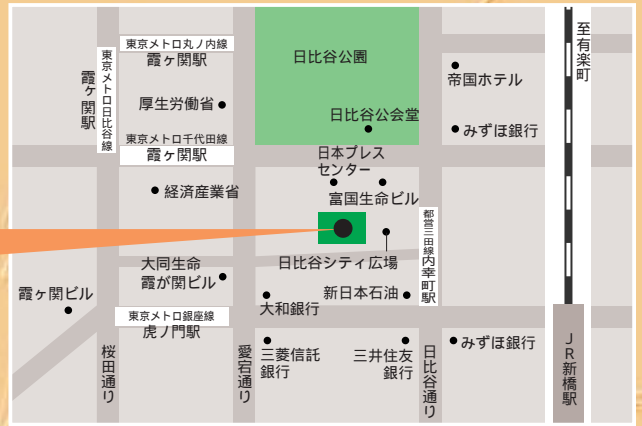 東京メトロ丸ノ内線
霞ヶ関駅
東京メトロ日比谷線
霞ヶ関駅
厚生労働省
東京メトロ千代田線
霞ヶ関駅
経済産業省
日比谷公園
日比谷公会堂
日本プレス
センター
富国生命ビル
帝国ホテル
みずほ銀行
至有楽町
都営三田線
内幸町駅
日比谷シティ広場
大同生命
霞が関ビル
霞ヶ関ビル
大和銀行
新日本石油
東京メトロ銀座線
虎ノ門駅
三菱信託
銀行
三井住友
銀行
みずほ銀行
桜田通り
愛宕通り
日比谷通り
JR新橋駅